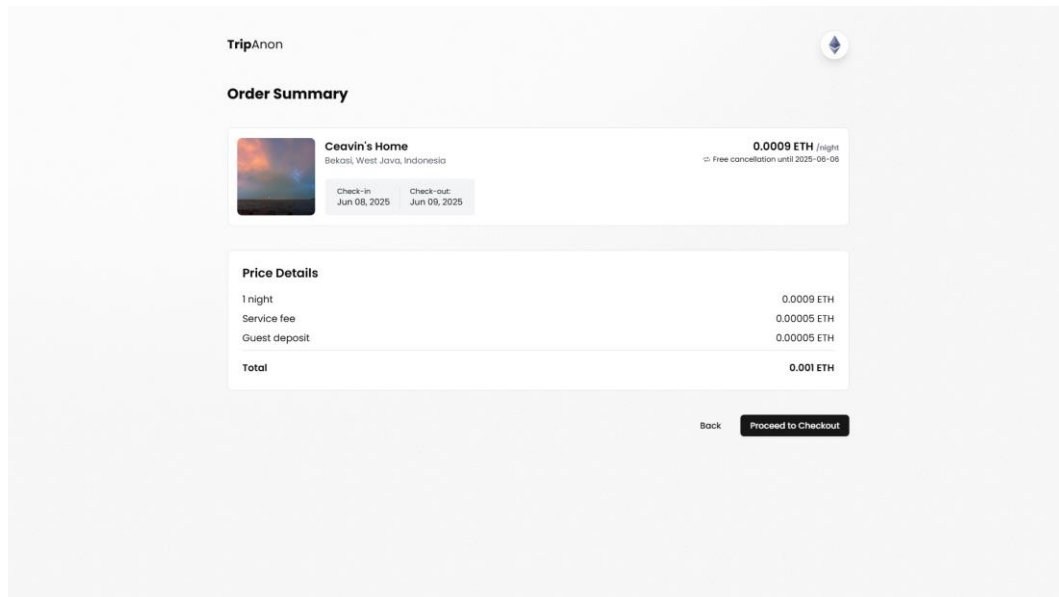 TripAnon
Order Summary
Ceavin's Home
Bekasi, West Java, Indonesia
0.0009 ETH /night
Free cancellation until 2025-06-06
Check-in
Jun 08, 2025
Check-out:
Jun 09, 2025
Price Details
1 night 0.0009 ETH
Service fee 0.00005 ETH
Guest deposit 0.00005 ETH
Total 0.001 ETH
Back
Proceed to Checkout